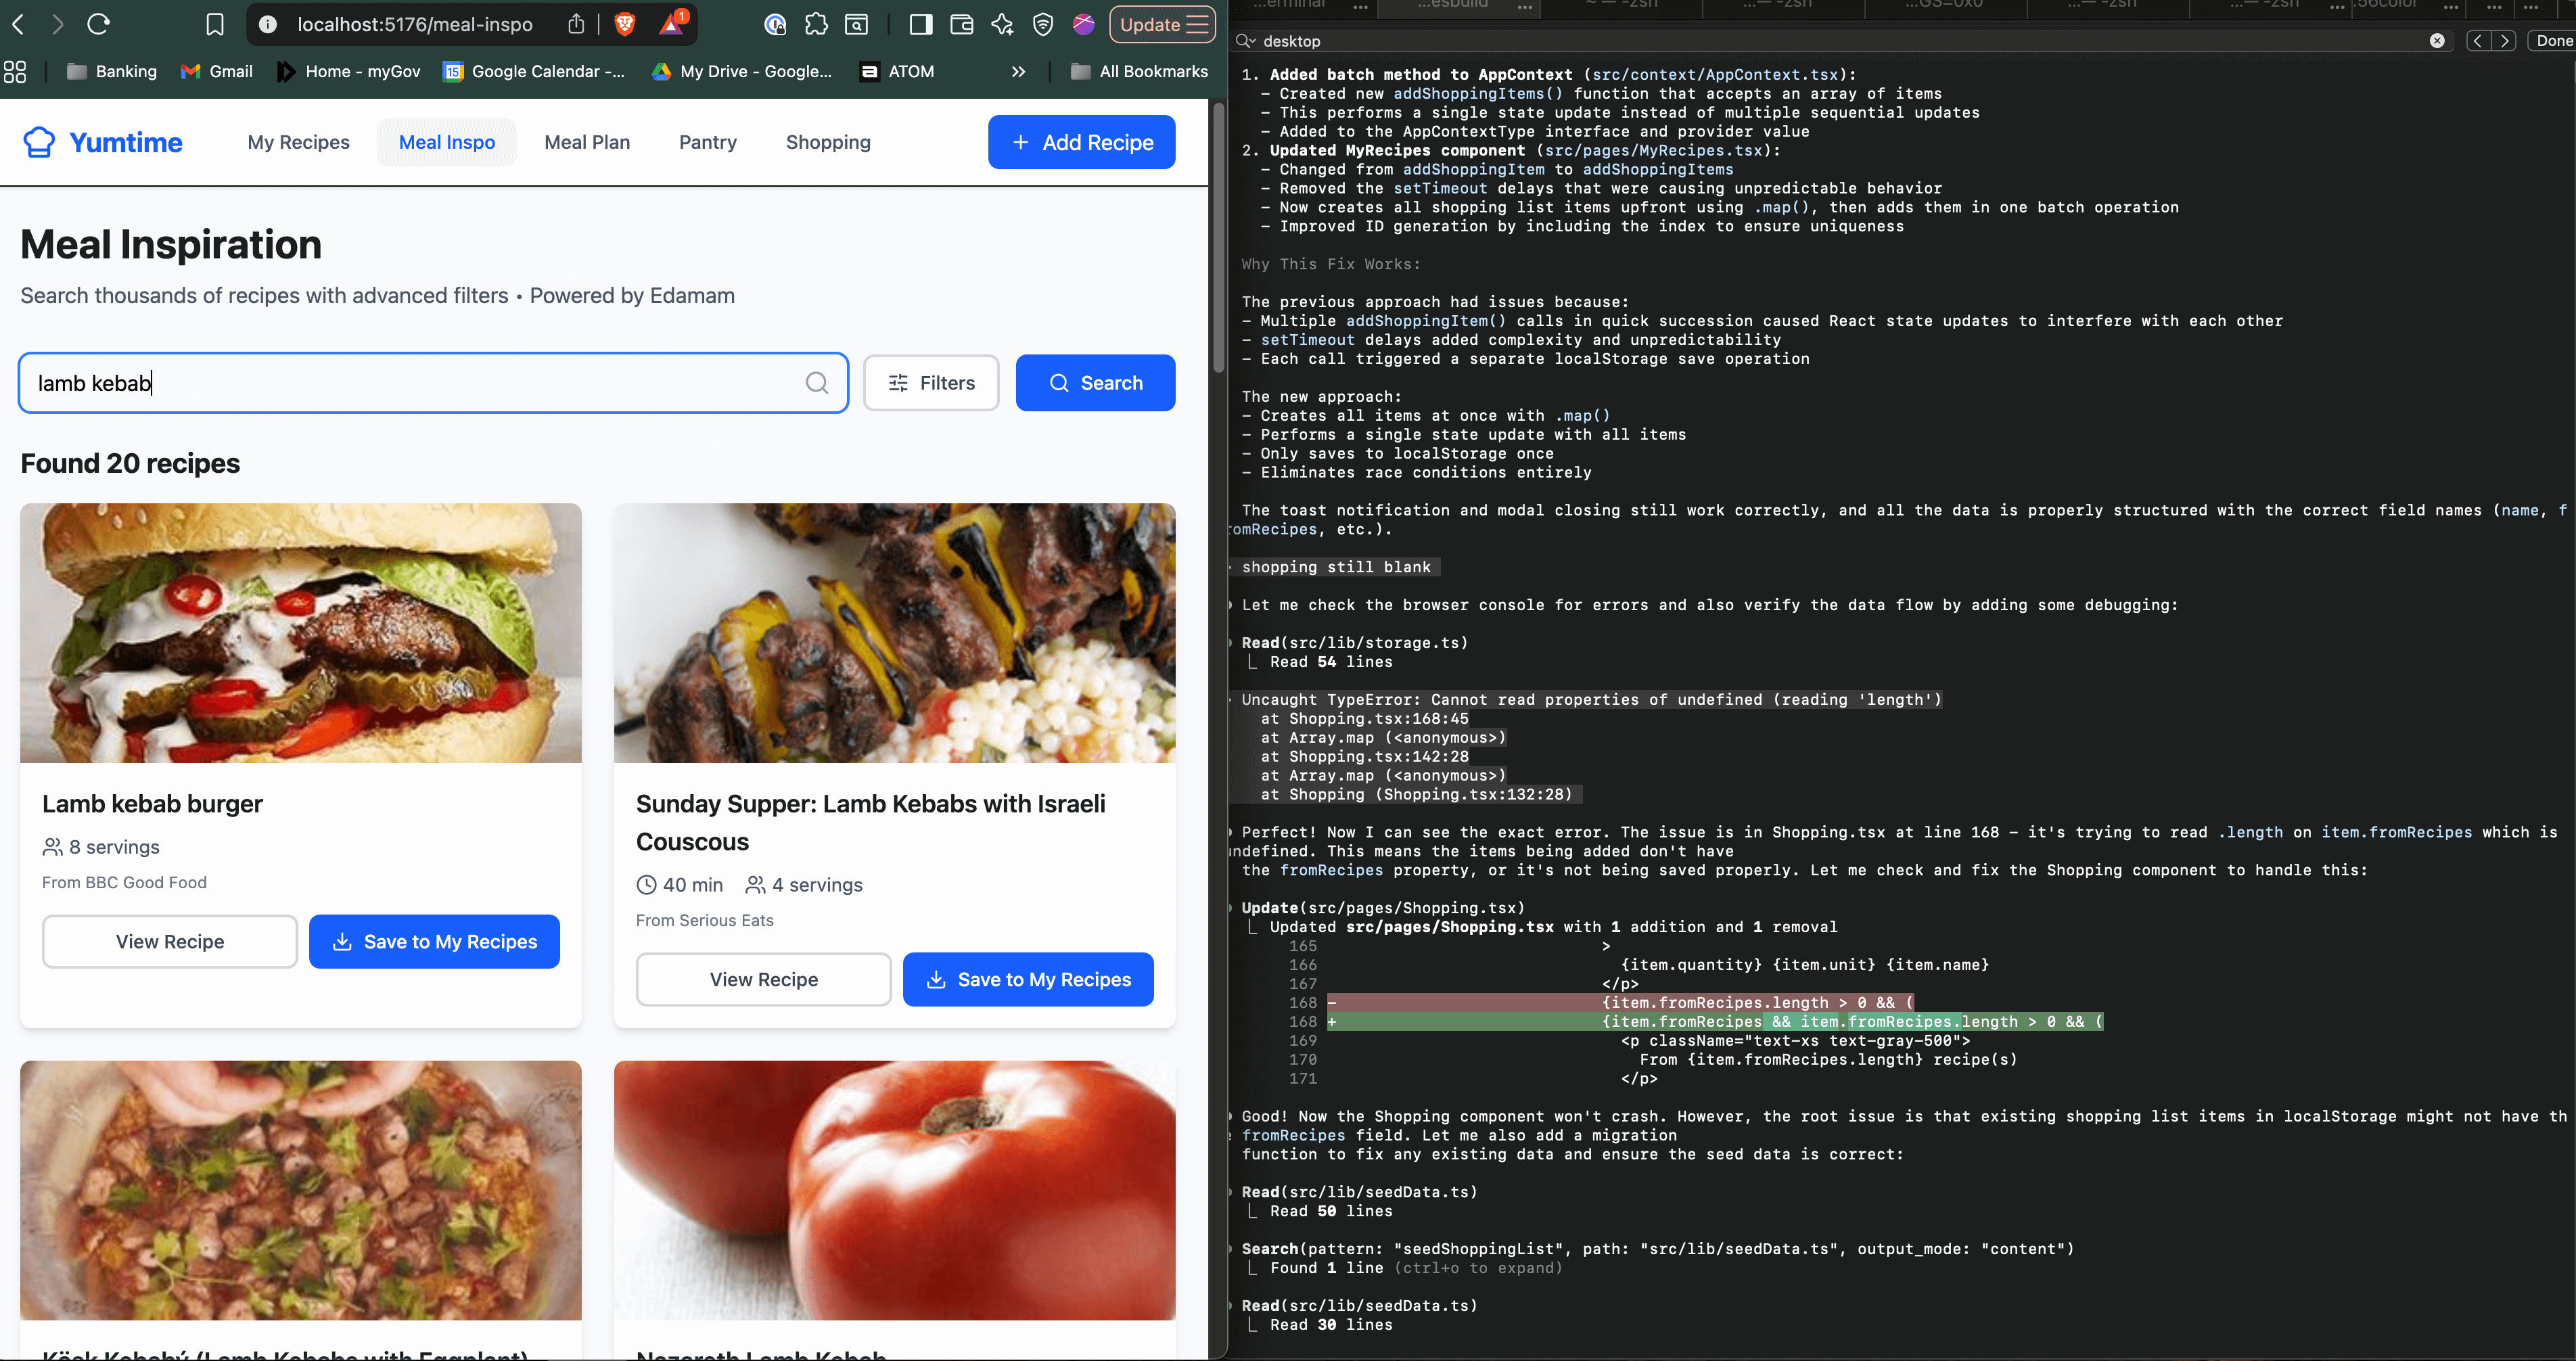 localhost:5176/meal-inspo
1
Update
Banking
Gmail
Home - myGov
15
Google Calendar -...
My Drive - Google...
ATOM
»
All Bookmarks
Yumtime
My Recipes
Meal Inspo
Meal Plan
Pantry
Shopping
+ Add Recipe
Meal Inspiration
Search thousands of recipes with advanced filters • Powered by Edamam
lamb kebab
Filters
Search
Found 20 recipes
Lamb kebab burger
8 servings
From BBC Good Food
View Recipe
Save to My Recipes
Sunday Supper: Lamb Kebabs with Israeli
Couscous
40 min
4 servings
From Serious Eats
View Recipe
Save to My Recipes
(Lamb Kebabs with Eggplant)
Nazareth Lamb Kebab
...esbuild
~ — -zsh
...— -zsh
...GS=0x0
...— -zsh
...— -zsh
desktop
Done
1. Added batch method to AppContext (src/context/AppContext.tsx):
- Created new addShoppingItems() function that accepts an array of items
- This performs a single state update instead of multiple sequential updates
- Added to the AppContextType interface and provider value
2. Updated MyRecipes component (src/pages/MyRecipes.tsx):
- Changed from addShoppingItem to addShoppingItems
- Removed the setTimeout delays that were causing unpredictable behavior
- Now creates all shopping list items upfront using .map(), then adds them in one batch operation
- Improved ID generation by including the index to ensure uniqueness
Why This Fix Works:
The previous approach had issues because:
- Multiple addShoppingItem() calls in quick succession caused React state updates to interfere with each other
- setTimeout delays added complexity and unpredictability
- Each call triggered a separate localStorage save operation
The new approach:
- Creates all items at once with .map()
- Performs a single state update with all items
- Only saves to localStorage once
- Eliminates race conditions entirely
The toast notification and modal closing still work correctly, and all the data is properly structured with the correct field names (name, f
romRecipes, etc.).
shopping still blank
Let me check the browser console for errors and also verify the data flow by adding some debugging:
Read(src/lib/storage.ts)
Read 54 lines
Uncaught TypeError: Cannot read properties of undefined (reading 'length')
at Shopping.tsx:168:45
at Array.map (<anonymous>)
at Shopping.tsx:142:28
at Array.map (<anonymous>)
at Shopping (Shopping.tsx:132:28)
Perfect! Now I can see the exact error. The issue is in Shopping.tsx at line 168 - it's trying to read .length on item.fromRecipes which is
undefined. This means the items being added don't have
the fromRecipes property, or it's not being saved properly. Let me check and fix the Shopping component to handle this:
Update(src/pages/Shopping.tsx)
Updated src/pages/Shopping.tsx with 1 addition and 1 removal
165 >
166 {item.quantity} {item.unit} {item.name}
167 </p>
168 - {item.fromRecipes.length > 0 && (
168 + {item.fromRecipes && item.fromRecipes.length > 0 && (
169 <p className="text-xs text-gray-500">
170 From {item.fromRecipes.length} recipe(s)
171 </p>
Good! Now the Shopping component won't crash. However, the root issue is that existing shopping list items in localStorage might not have th
e fromRecipes field. Let me also add a migration
function to fix any existing data and ensure the seed data is correct:
Read(src/lib/seedData.ts)
Read 50 lines
Search(pattern: "seedShoppingList", path: "src/lib/seedData.ts", output_mode: "content")
Found 1 line (ctrl+o to expand)
Read(src/lib/seedData.ts)
Read 30 lines